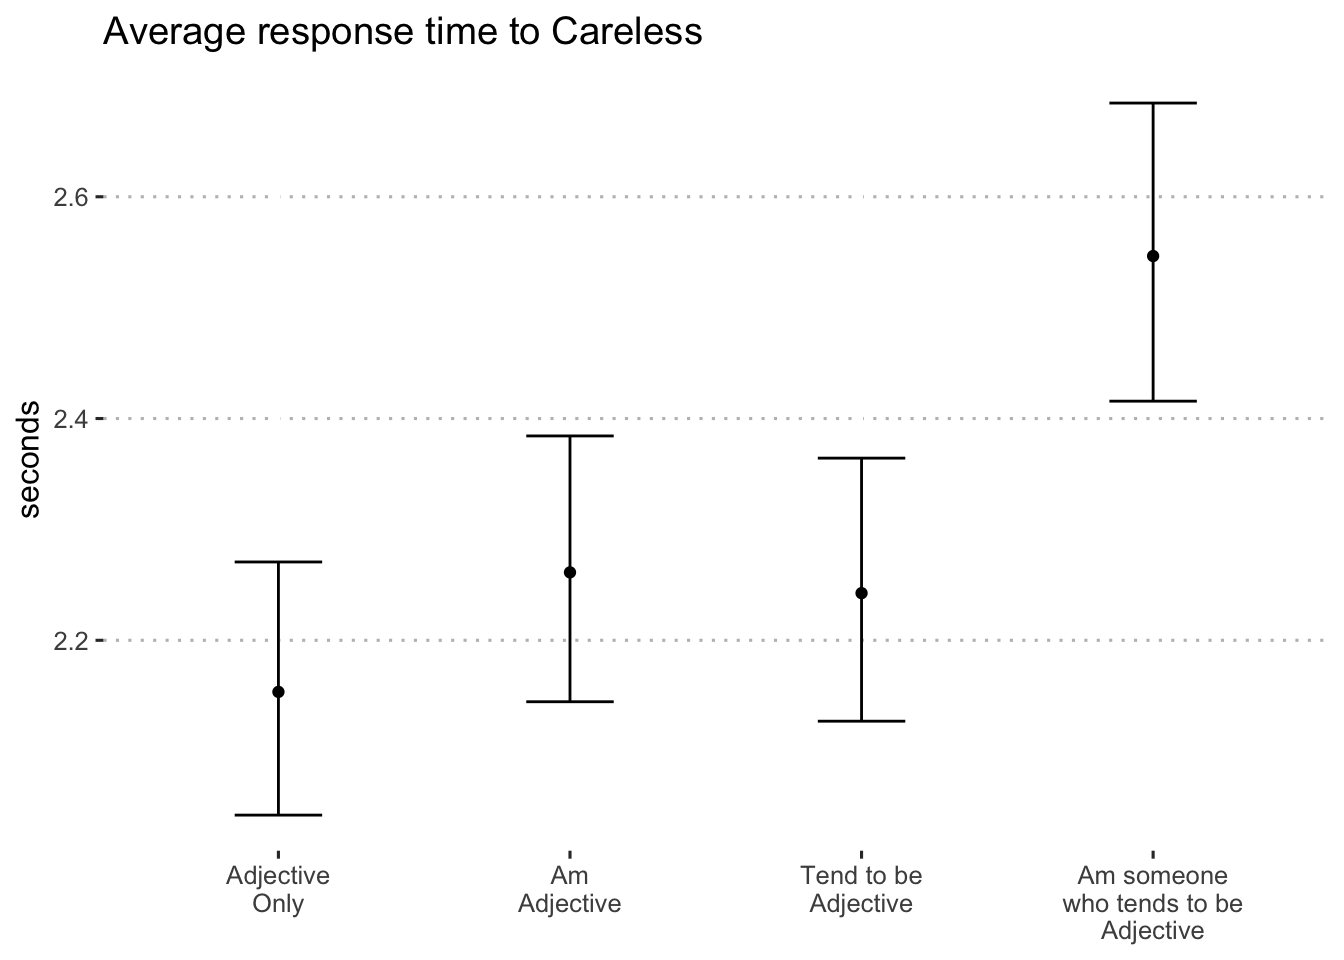 Average response time to Careless
2.6
2.4
2.2
seconds
Adjective
Only
Am
Adjective
Tend to be
Adjective
Am someone
who tends to be
Adjective